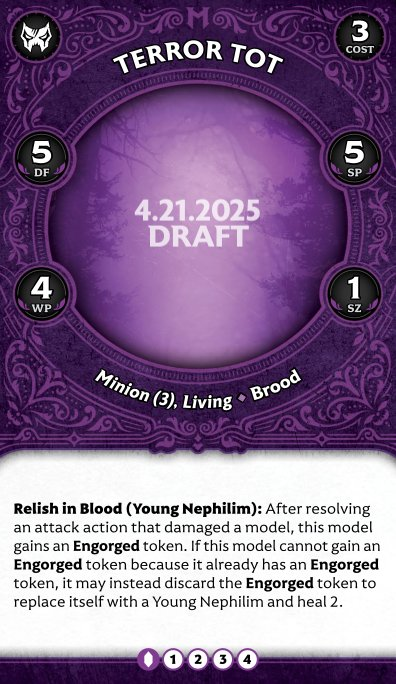 TERROR TOT
3
COST
5
DF
5
SP
4.21.2025
DRAFT
4
WP
1
SZ
Minion (3), Living ◆ Brood
Relish in Blood (Young Nephilim): After resolving
an attack action that damaged a model, this model
gains an Engorged token. If this model cannot gain an
Engorged token because it already has an Engorged
token, it may instead discard the Engorged token to
replace itself with a Young Nephilim and heal 2.
1 2 3 4